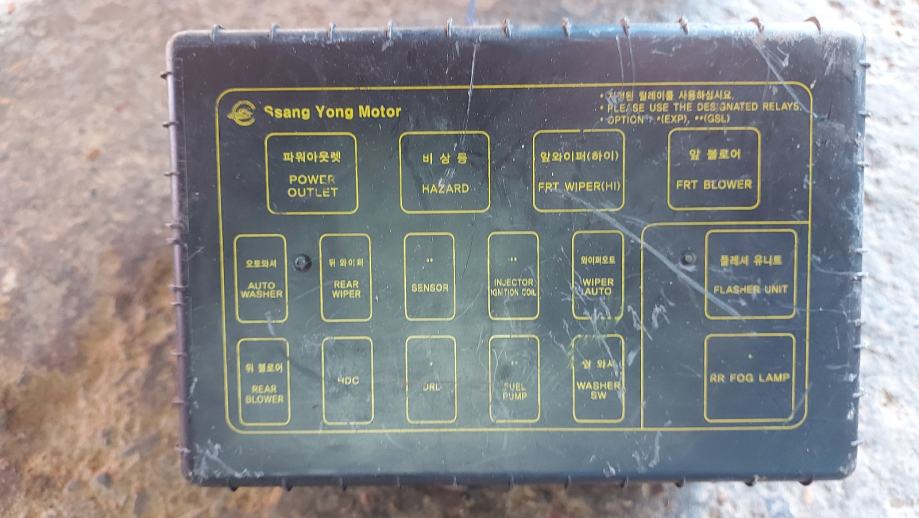 Ssang Yong Motor
• 지정된 릴레이를 사용하십시요.
• PLEASE USE THE DESIGNATED RELAYS.
• OPTION : *(EXP), **(GSL)
파워아웃렛
POWER
OUTLET
비 상 등
HAZARD
앞와이퍼(하이)
FRT WIPER(HI)
앞 블로어
FRT BLOWER
오토와셔
AUTO
WASHER
뒤 와이퍼
REAR
WIPER
**
SENSOR
**
INJECTOR
IGNITION COIL
와이퍼오토
WIPER
AUTO
플레셔 유니트
FLASHER UNIT
뒤 블로어
REAR
BLOWER
HDC
*
DRL
**
FUEL
PUMP
앞 와셔
WASHER
SW
*
RR FOG LAMP